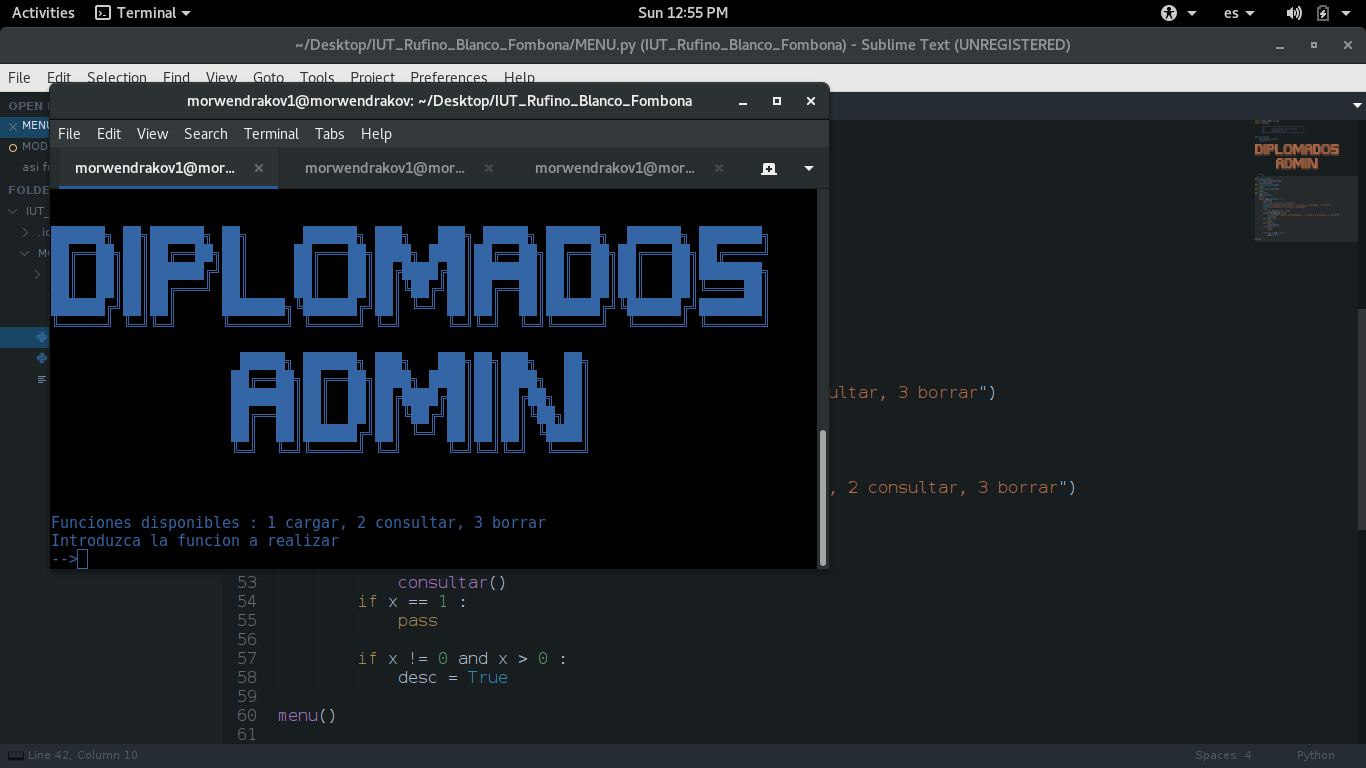 Activities Terminal Sun 12:55 PM es
~/Desktop/IUT_Rufino_Blanco_Fombona/MENU.py (IUT_Rufino_Blanco_Fombona) - Sublime Text (UNREGISTERED)
File Edit Selection Find View Goto Tools Project Preferences Help
OPEN
MENU
MOD
asi fu
FOLDE
IUT_
morwendrakov1@morwendrakov: ~/Desktop/IUT_Rufino_Blanco_Fombona
File Edit View Search Terminal Tabs Help
morwendrakov1@mor... morwendrakov1@mor... morwendrakov1@mor...
DIPLOMADOS
ADMIN
Funciones disponibles : 1 cargar, 2 consultar, 3 borrar
Introduzca la funcion a realizar
-->
DIPLOMADOS
ADMIN
ultar, 3 borrar")
, 2 consultar, 3 borrar")
53 consultar()
54 if x == 1 :
55 pass
56
57 if x != 0 and x > 0 :
58 desc = True
59
60 menu()
61
Line 42, Column 10 Spaces: 4 Python